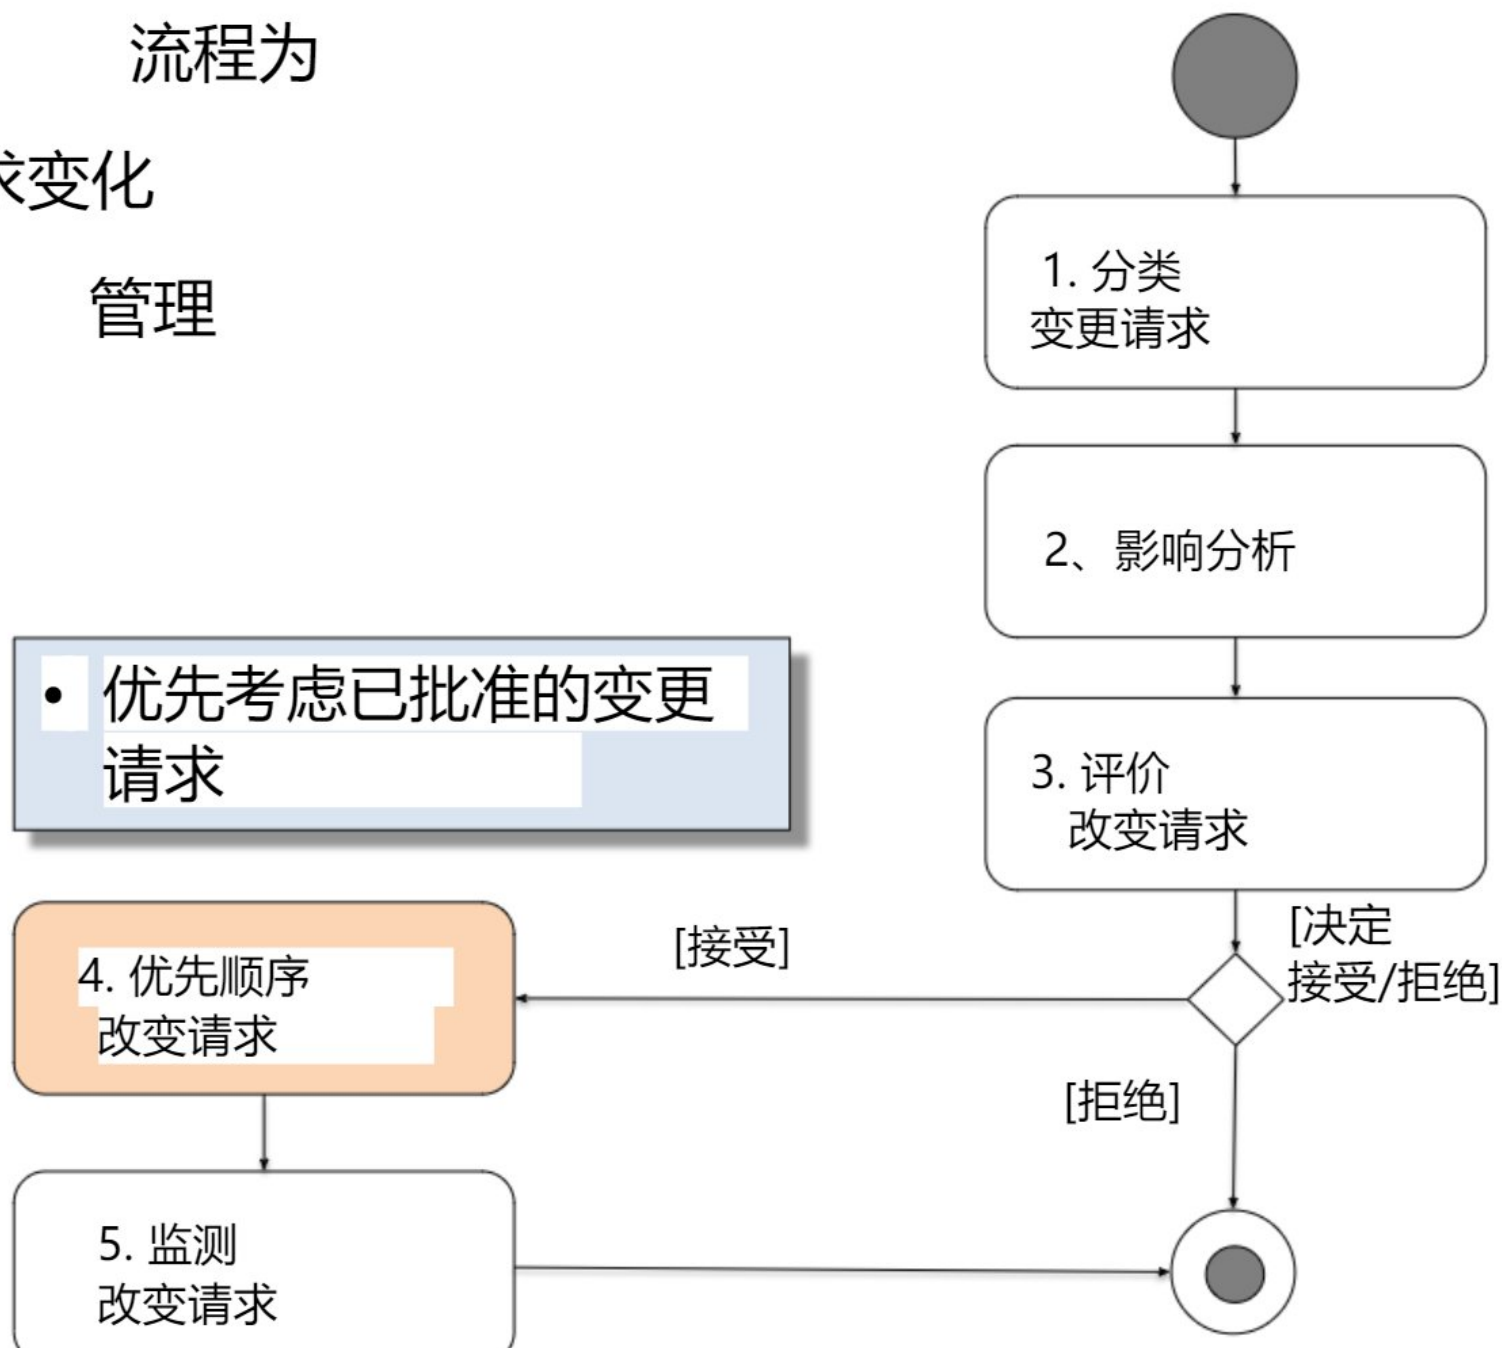 流程为
求变化
管理
1. 分类
变更请求
2、影响分析
3. 评价
改变请求
• 优先考虑已批准的变更
请求
[决定
接受/拒绝]
[接受]
4. 优先顺序
改变请求
[拒绝]
5. 监测
改变请求